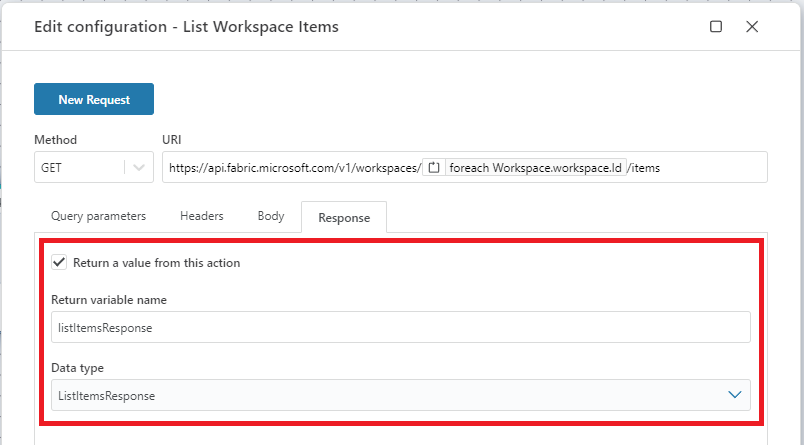 Edit configuration - List Workspace Items
New Request
Method
URI
GET
https://api.fabric.microsoft.com/v1/workspaces/ foreach Workspace.workspace.Id /items
Query parameters
Headers
Body
Response
Return a value from this action
Return variable name
listItemsResponse
Data type
ListItemsResponse